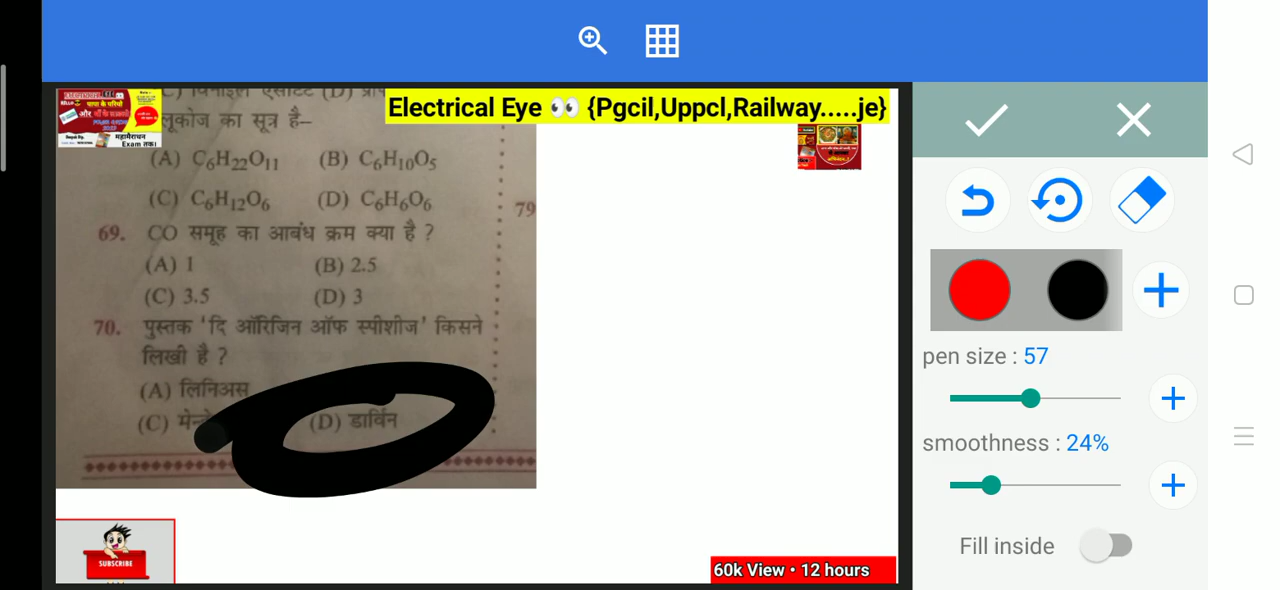 Electrical Eye 👀 {Pgcil,Uppcl,Railway.....je}
लूकोज का सूत्र है–
(A) C₆H₂₂O₁₁ (B) C₆H₁₀O₅
(C) C₆H₁₂O₆ (D) C₆H₆O₆
79
69. CO समूह का आबंध क्रम क्या है ?
(A) 1 (B) 2.5
(C) 3.5 (D) 3
70. पुस्तक ‘दि ऑरिजिन ऑफ स्पीशीज’ किसने
लिखी है ?
(A) लिनिअस
(C) (D) डार्विन
SUBSCRIBE
60k View • 12 hours
pen size : 57
smoothness : 24%
Fill inside